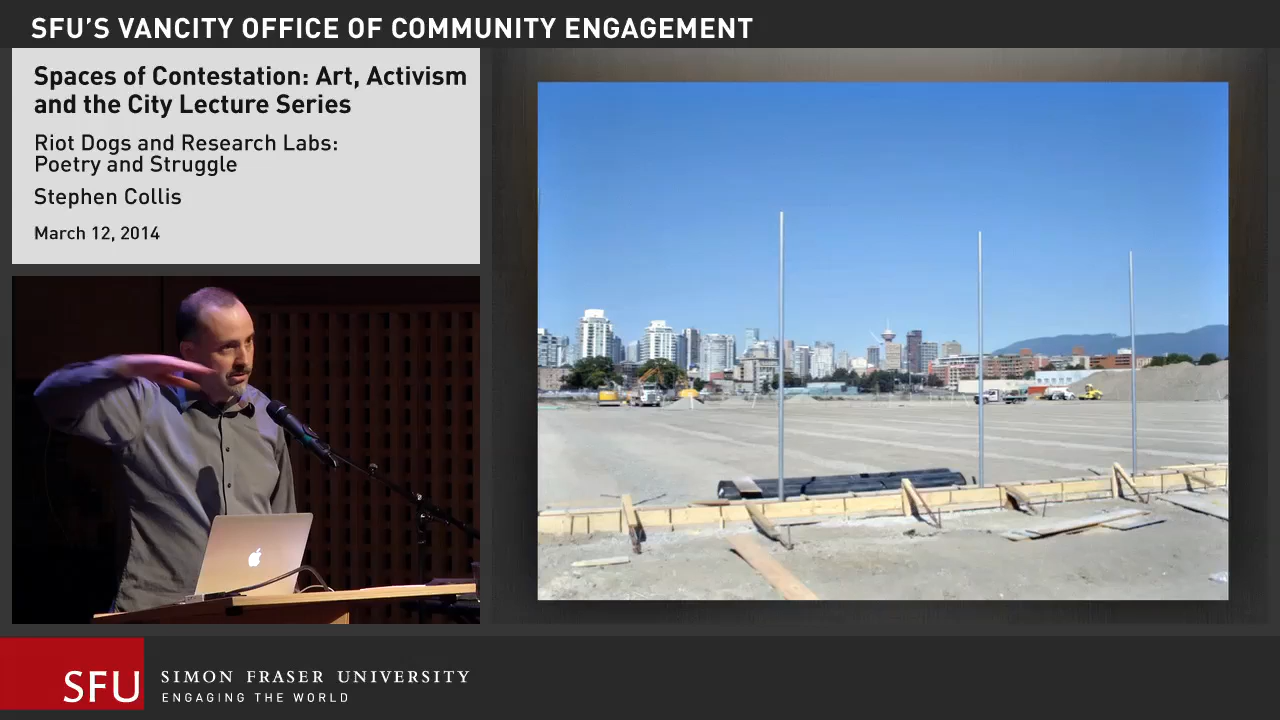 SFU'S VANCITY OFFICE OF COMMUNITY ENGAGEMENT
Spaces of Contestation: Art, Activism
and the City Lecture Series
Riot Dogs and Research Labs:
Poetry and Struggle
Stephen Collis
March 12, 2014
SFU
SIMON FRASER UNIVERSITY
ENGAGING THE WORLD